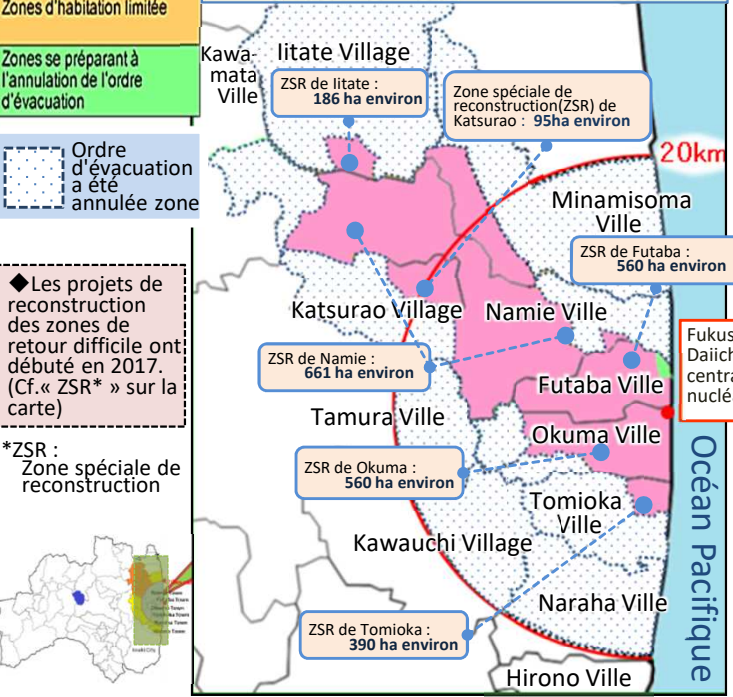 Zones d'habitation limitée
Zones se préparant à
l'annulation de l'ordre
d'évacuation
Ordre
d'évacuation
a été
annulée zone
◆Les projets de
reconstruction
des zones de
retour difficile ont
débuté en 2017.
(Cf.« ZSR* » sur la
carte)
*ZSR :
Zone spéciale de
reconstruction
Kawa-
mata
Ville
Iitate Village
ZSR de Iitate :
186 ha environ
Zone spéciale de
reconstruction(ZSR) de
Katsurao : 95ha environ
20km
Minamisoma
Ville
ZSR de Futaba :
560 ha environ
Katsurao Village
Namie Ville
ZSR de Namie :
661 ha environ
Futaba Ville
Tamura Ville
Okuma Ville
ZSR de Okuma :
560 ha environ
Tomioka
Ville
Kawauchi Village
Naraha Ville
ZSR de Tomioka :
390 ha environ
Hirono Ville
Océan Pacifique